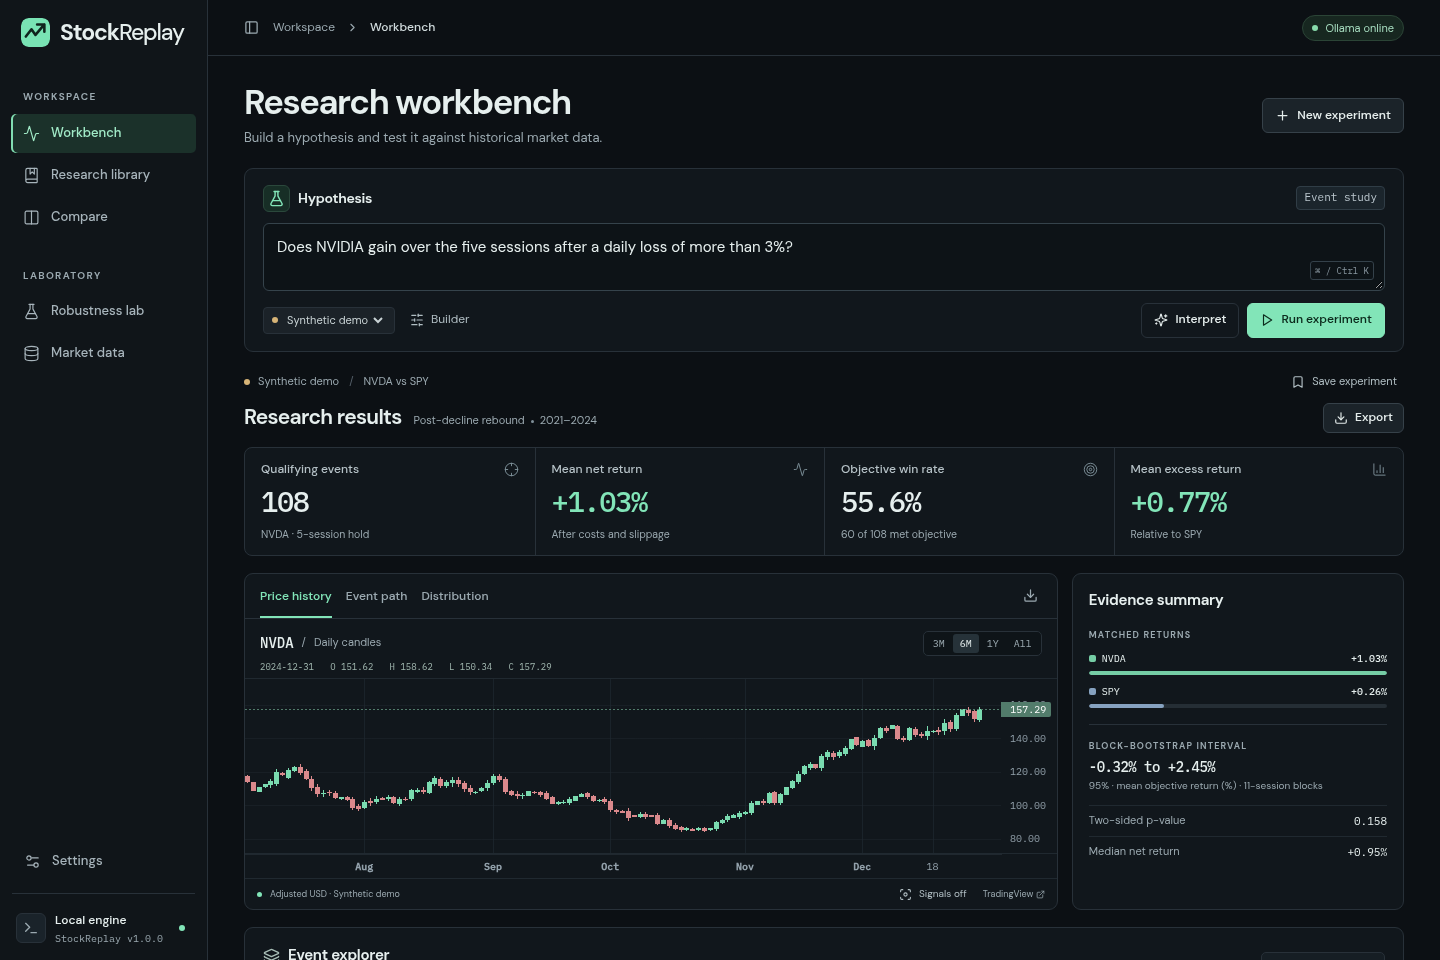 StockReplay
Workspace
Workbench
Ollama online
WORKSPACE
Workbench
Research library
Compare
LABORATORY
Robustness lab
Market data
Settings
Local engine
StockReplay v1.0.0
Research workbench
Build a hypothesis and test it against historical market data.
New experiment
Hypothesis
Event study
Does NVIDIA gain over the five sessions after a daily loss of more than 3%?
⌘ / Ctrl K
Synthetic demo
Builder
Interpret
Run experiment
Synthetic demo / NVDA vs SPY
Save experiment
Research results
Post-decline rebound • 2021–2024
Export
Qualifying events
108
NVDA · 5-session hold
Mean net return
+1.03%
After costs and slippage
Objective win rate
55.6%
60 of 108 met objective
Mean excess return
+0.77%
Relative to SPY
Price history
Event path
Distribution
NVDA / Daily candles
3M 6M 1Y All
2024-12-31 O 151.62 H 158.62 L 150.34 C 157.29
157.29
140.00
120.00
100.00
80.00
Aug Sep Oct Nov Dec 18
Adjusted USD · Synthetic demo
Signals off
TradingView
Evidence summary
MATCHED RETURNS
NVDA +1.03%
SPY +0.26%
BLOCK-BOOTSTRAP INTERVAL
-0.32% to +2.45%
95% · mean objective return (%) · 11-session blocks
Two-sided p-value 0.158
Median net return +0.95%
Event explorer